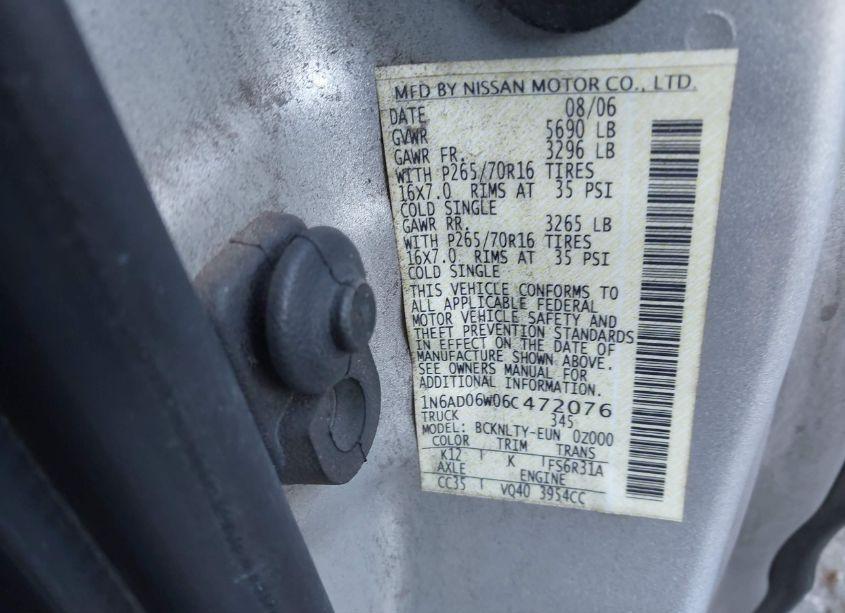 MFD BY NISSAN MOTOR CO., LTD.
DATE 08/06
GVWR 5690 LB
GAWR FR. 3296 LB
WITH P265/70R16 TIRES
16X7.0 RIMS AT 35 PSI
COLD SINGLE
GAWR RR. 3265 LB
WITH P265/70R16 TIRES
16X7.0 RIMS AT 35 PSI
COLD SINGLE
THIS VEHICLE CONFORMS TO
ALL APPLICABLE FEDERAL
MOTOR VEHICLE SAFETY AND
THEFT PREVENTION STANDARDS
IN EFFECT ON THE DATE OF
MANUFACTURE SHOWN ABOVE.
SEE OWNERS MANUAL FOR
ADDITIONAL INFORMATION.
1N6AD06W06C472076
TRUCK 345
MODEL: BCKNLTY-EUN 0Z000
COLOR TRIM TRANS
K12 K FS6R31A
AXLE ENGINE
CC35 VQ40 3954CC